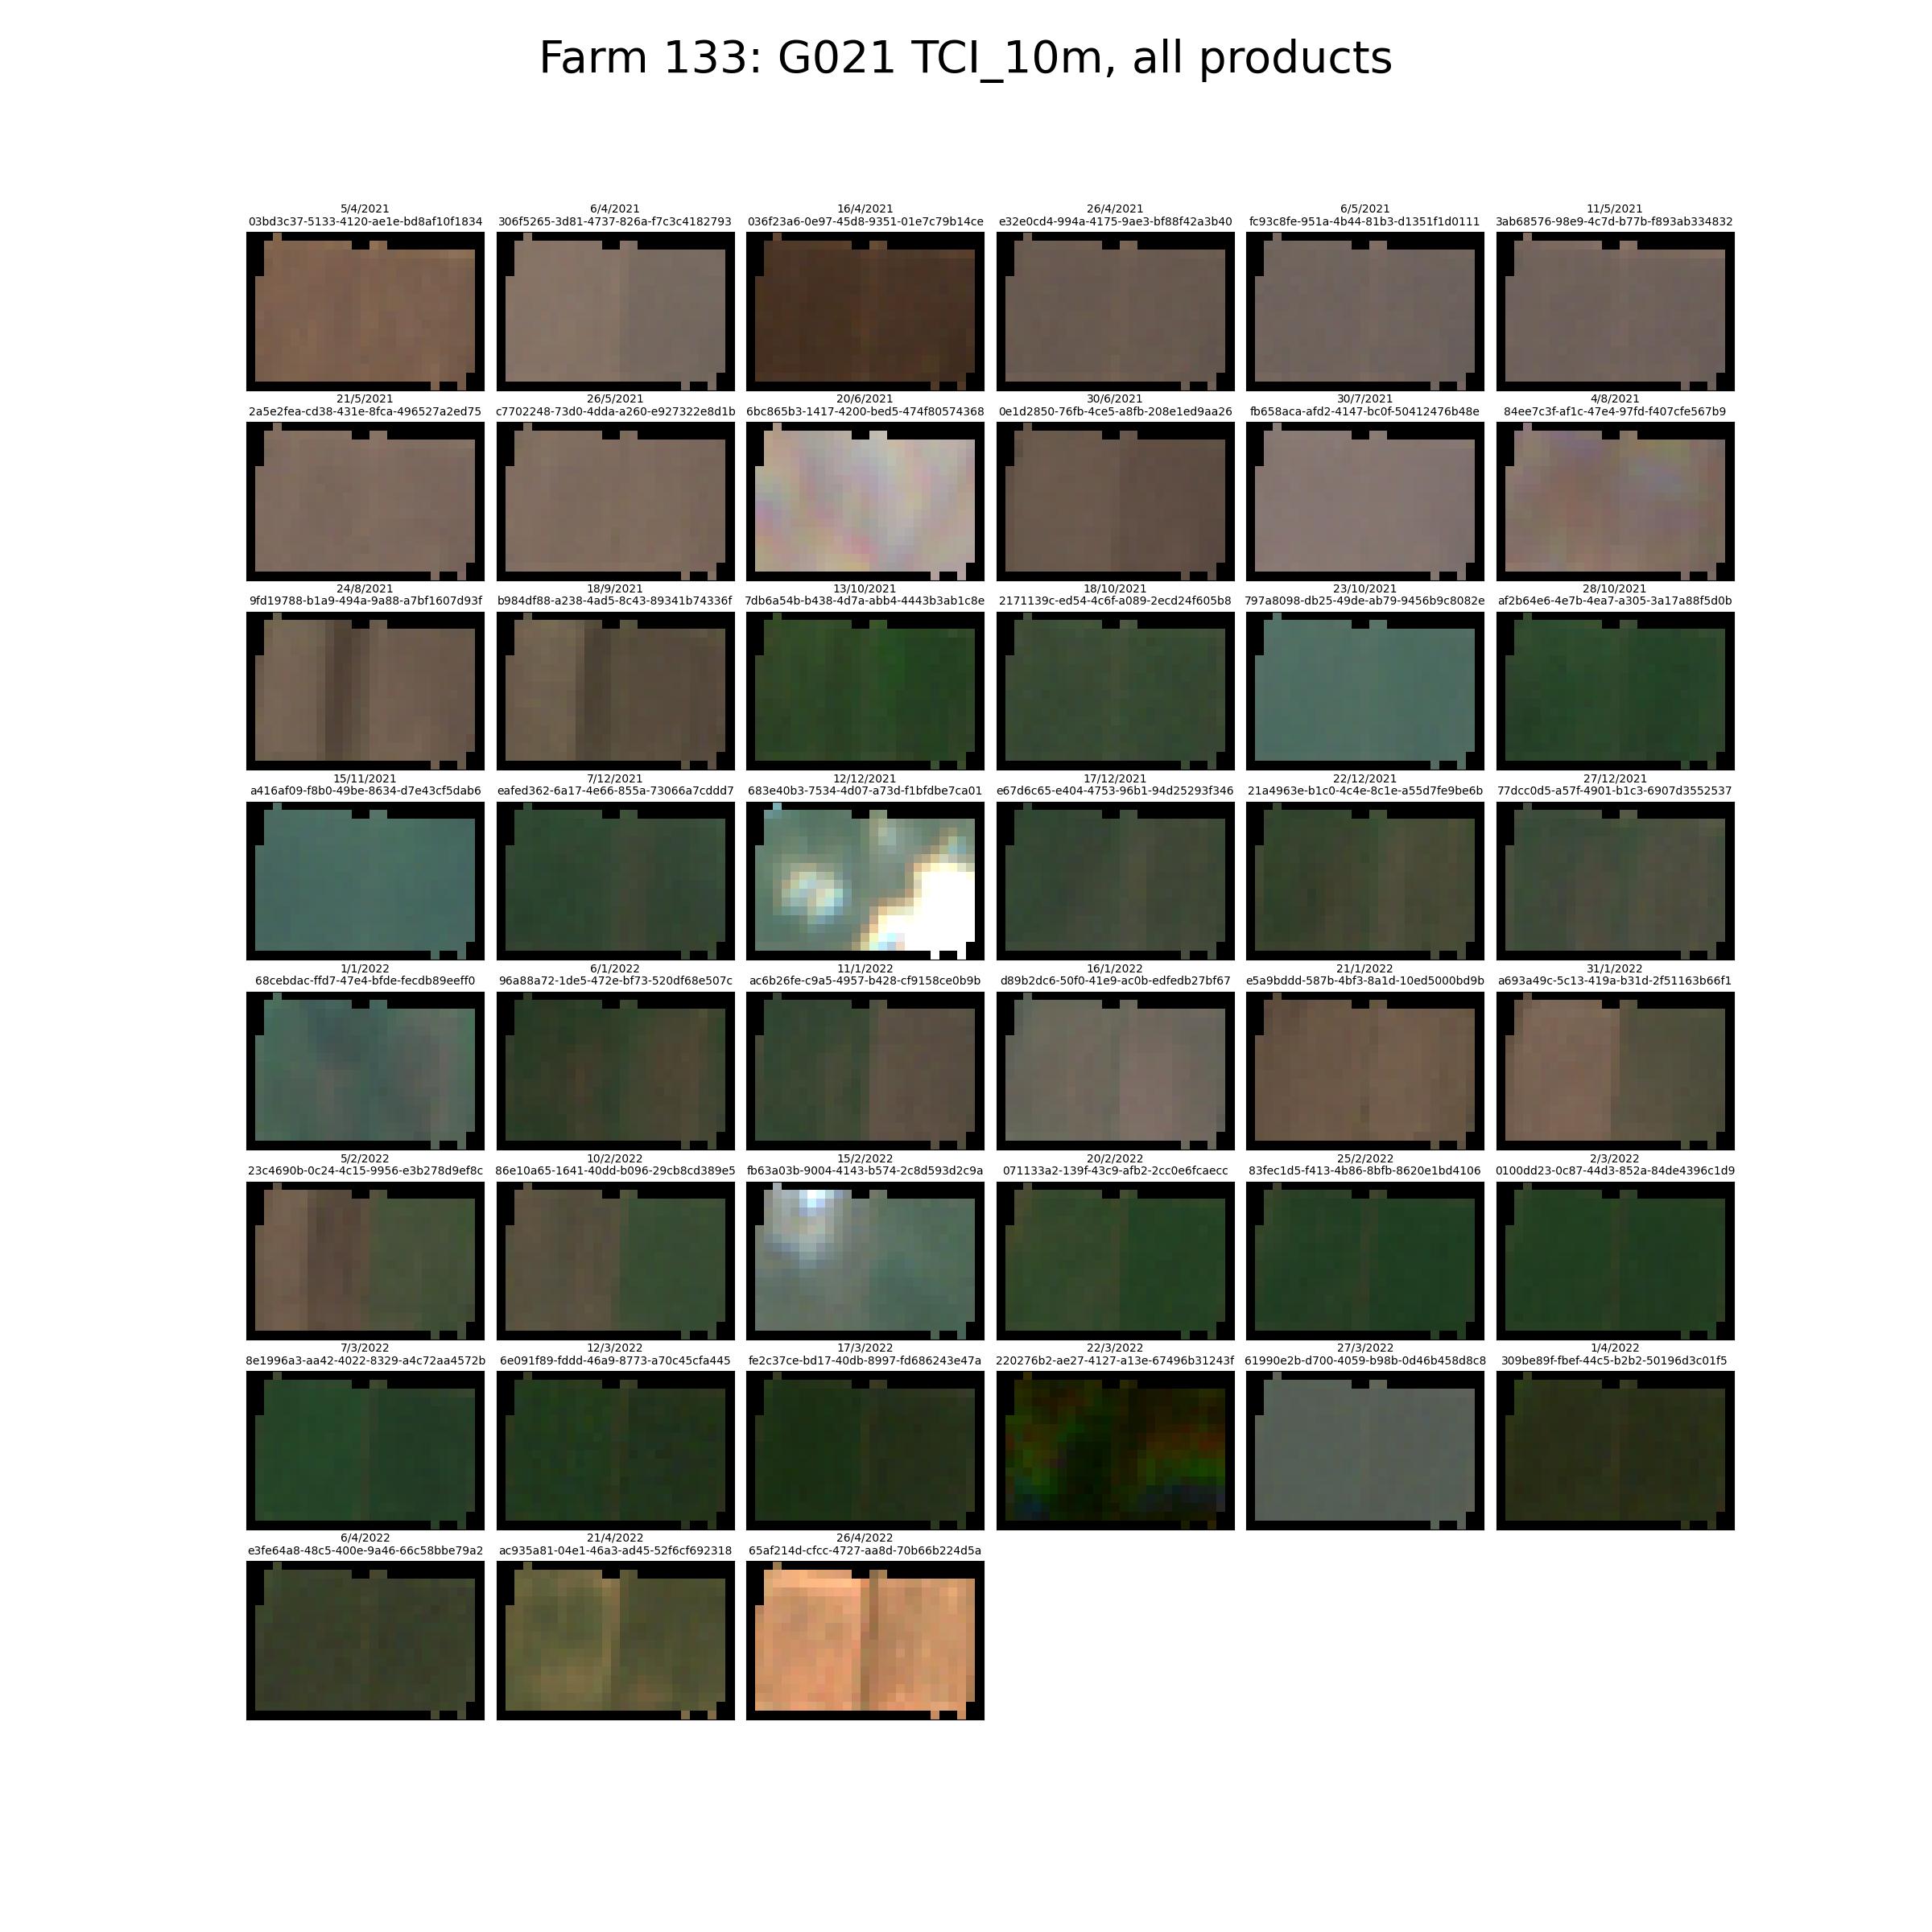 Farm 133: G021 TCI_10m, all products
5/4/2021 6/4/2021 16/4/2021 26/4/2021 6/5/2021 11/5/2021
03bd3c37-5133-4120-ae1e-bd8af10f1834 306f5265-3d81-4737-826a-f7c3c4182793 036f23a6-0e97-45d8-9351-01e7c79b14ce e32e0cd4-994a-4175-9ae3-bf88f42a3b40 fc93c8fe-951a-4b44-81b3-d1351f1d0111 3ab68576-98e9-4c7d-b77b-f893ab334832
21/5/2021 26/5/2021 20/6/2021 30/6/2021 30/7/2021 4/8/2021
2a5e2fea-cd38-431e-8fca-496527a2ed75 c7702248-73d0-4dda-a260-e927322e8d1b 6bc865b3-1417-4200-bed5-474f80574368 0e1d2850-76fb-4ce5-a8fb-208e1ed9aa26 fb658aca-afd2-4147-bc0f-50412476b48e 84ee7c3f-af1c-47e4-97fd-f407cfe567b9
24/8/2021 18/9/2021 13/10/2021 18/10/2021 23/10/2021 28/10/2021
9fd19788-b1a9-494a-9a88-a7bf1607d93f b984df88-a238-4ad5-8c43-89341b74336f 7db6a54b-b438-4d7a-abb4-4443b3ab1c8e 2171139c-ed54-4c6f-a089-2ecd24f605b8 797a8098-db25-49de-ab79-9456b9c8082e af2b64e6-4e7b-4ea7-a305-3a17a88f5d0b
15/11/2021 7/12/2021 12/12/2021 17/12/2021 22/12/2021 27/12/2021
a416af09-f8b0-49be-8634-d7e43cf5dab6 eafed362-6a17-4e66-855a-73066a7cddd7 683e40b3-7534-4d07-a73d-f1bfdbe7ca01 e67d6c65-e404-4753-96b1-94d25293f346 21a4963e-b1c0-4c4e-8c1e-a55d7fe9be6b 77dcc0d5-a57f-4901-b1c3-6907d3552537
1/1/2022 6/1/2022 11/1/2022 16/1/2022 21/1/2022 31/1/2022
68cebdac-ffd7-47e4-bfde-fecdb89eeff0 96a88a72-1de5-472e-bf73-520df68e507c ac6b26fe-c9a5-4957-b428-cf9158ce0b9b d89b2dc6-50f0-41e9-ac0b-edfedb27bf67 e5a9bddd-587b-4bf3-8a1d-10ed5000bd9b a693a49c-5c13-419a-b31d-2f51163b66f1
5/2/2022 10/2/2022 15/2/2022 20/2/2022 25/2/2022 2/3/2022
23c4690b-0c24-4c15-9956-e3b278d9ef8c 86e10a65-1641-40dd-b096-29cb8cd389e5 fb63a03b-9004-4143-b574-2c8d593d2c9a 071133a2-139f-43c9-afb2-2cc0e6fcaecc 83fec1d5-f413-4b86-8bfb-8620e1bd4106 0100dd23-0c87-44d3-852a-84de4396c1d9
7/3/2022 12/3/2022 17/3/2022 22/3/2022 27/3/2022 1/4/2022
8e1996a3-aa42-4022-8329-a4c72aa4572b 6e091f89-fddd-46a9-8773-a70c45cfa445 fe2c37ce-bd17-40db-8997-fd686243e47a 220276b2-ae27-4127-a13e-67496b31243f 61990e2b-d700-4059-b98b-0d46b458d8c8 309be89f-fbef-44c5-b2b2-50196d3c01f5
6/4/2022 21/4/2022 26/4/2022
e3fe64a8-48c5-400e-9a46-66c58bbe79a2 ac935a81-04e1-46a3-ad45-52f6cf692318 65af214d-cfcc-4727-aa8d-70b66b224d5a